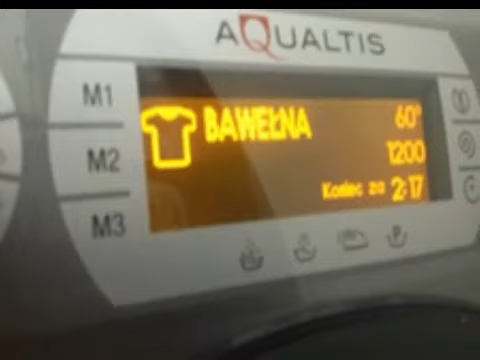 AQUALTIS
M1
BAWEŁNA 60°
M2
1200
Koniec za 2:17
M3